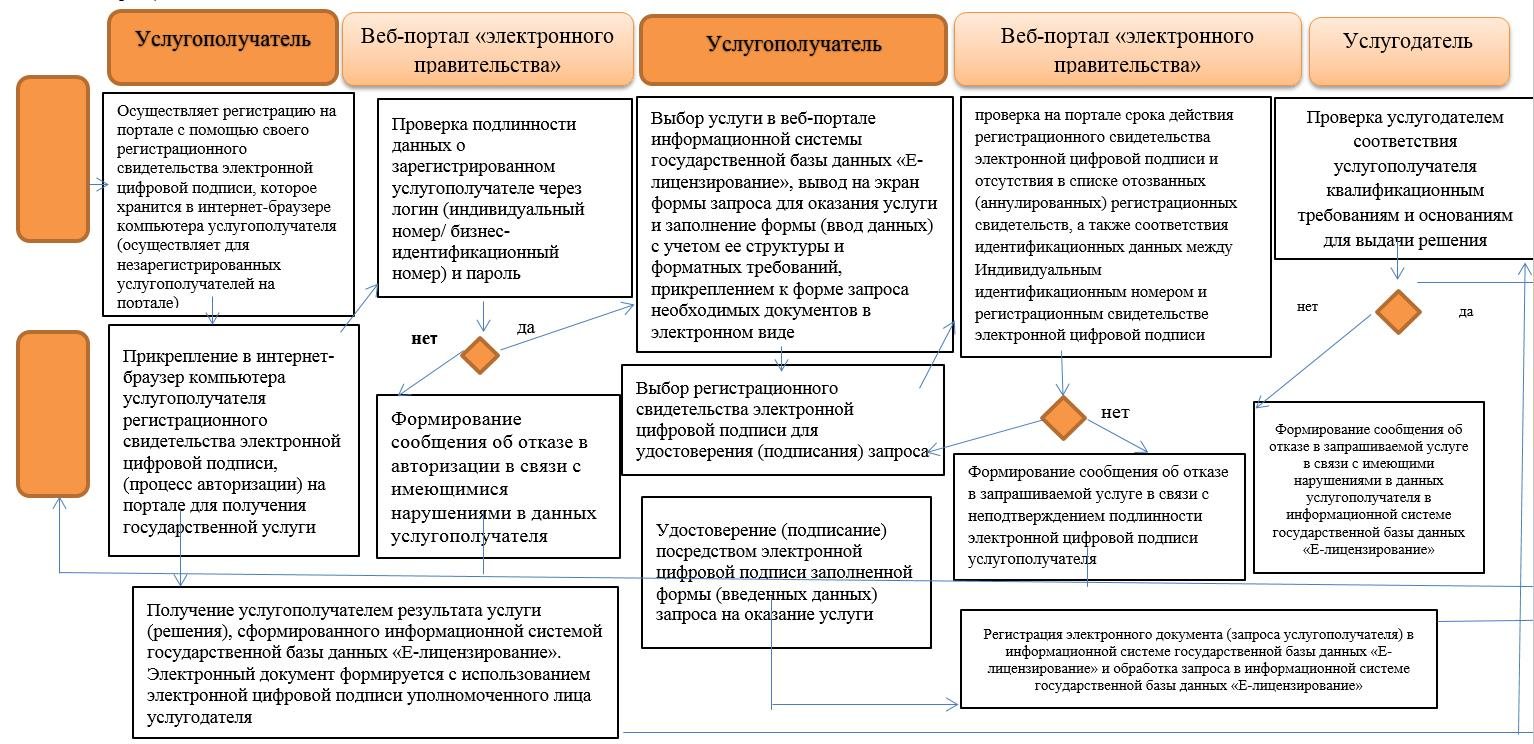 Услугополучатель
Веб-портал «электронного
правительства»
Услугополучатель
Веб-портал «электронного
правительства»
Услугодатель
Осуществляет регистрацию на
портале с помощью своего
регистрационного
свидетельства электронной
цифровой подписи, которое
хранится в интернет-браузере
компьютера услугополучателя
(осуществляет для
незарегистрированных
услугополучателей на
портале)
Прикрепление в интернет-
браузер компьютера
услугополучателя
регистрационного
свидетельства электронной
цифровой подписи,
(процесс авторизации) на
портале для получения
государственной услуги
Проверка подлинности
данных о
зарегистрированном
услугополучателе через
логин (индивидуальный
номер/ бизнес-
идентификационный
номер) и пароль
нет
да
Формирование
сообщения об отказе в
авторизации в связи с
имеющимися
нарушениями в данных
услугополучателя
Выбор услуги в веб-портале
информационной системы
государственной базы данных «Е-
лицензирование», вывод на экран
формы запроса для оказания услуги
и заполнение формы (ввод данных)
с учетом ее структуры и
форматных требований,
прикреплением к форме запроса
необходимых документов в
электронном виде
Выбор регистрационного
свидетельства электронной
цифровой подписи для
удостоверения (подписания) запроса
Удостоверение (подписание)
посредством электронной
цифровой подписи заполненной
формы (введенных данных)
запроса на оказание услуги
проверка на портале срока действия
регистрационного свидетельства
электронной цифровой подписи и
отсутствия в списке отозванных
(аннулированных) регистрационных
свидетельств, а также соответствия
идентификационных данных между
Индивидуальным
идентификационным номером и
регистрационным свидетельстве
электронной цифровой подписи
нет
Формирование сообщения об отказе
в запрашиваемой услуге в связи с
неподтверждением подлинности
электронной цифровой подписи
услугополучателя
Проверка услугодателем
соответствия
услугополучателя
квалификационным
требованиям и основаниям
для выдачи решения
нет
да
Формирование сообщения об
отказе в запрашиваемой услуге
в связи с имеющими
нарушениями в данных
услугополучателя в
информационной системе
государственной базы данных
«Е-лицензирование»
Получение услугополучателем результата услуги
(решения), сформированного информационной системой
государственной базы данных «Е-лицензирование».
Электронный документ формируется с использованием
электронной цифровой подписи уполномоченного лица
услугодателя
Регистрация электронного документа (запроса услугополучателя) в
информационной системе государственной базы данных «Е-
лицензирование» и обработка запроса в информационной системе
государственной базы данных «Е-лицензирование»